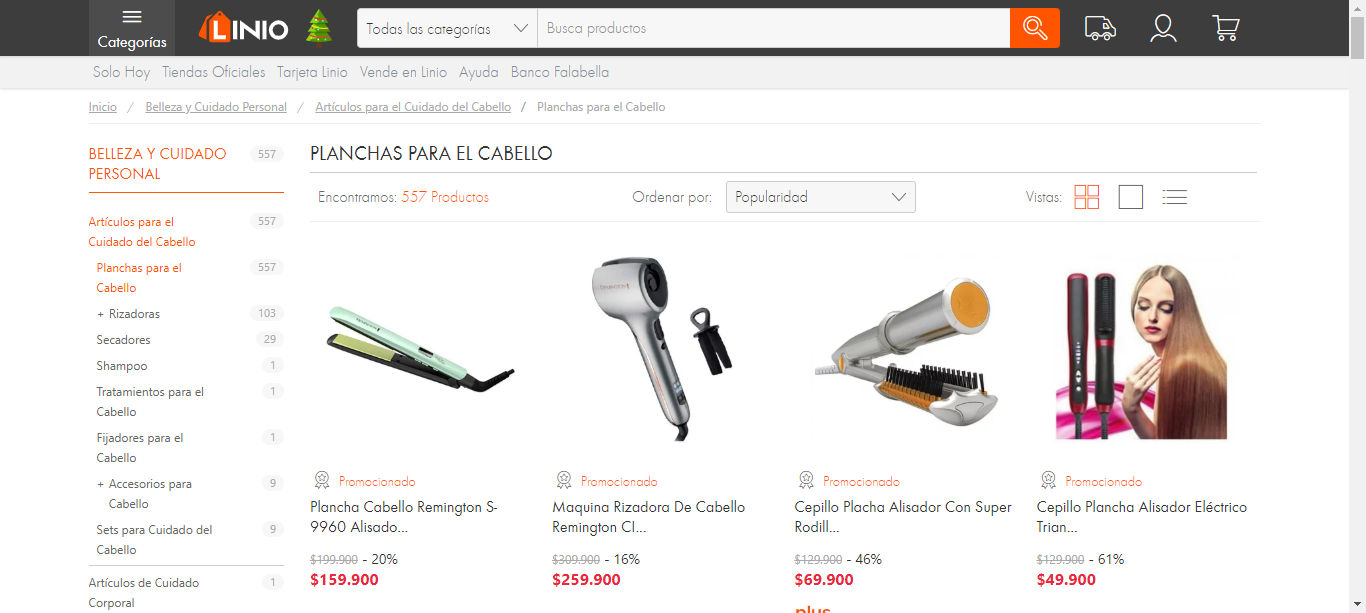 Categorías
LINIO
Todas las categorías
Busca productos
Solo Hoy Tiendas Oficiales Tarjeta Linio Vende en Linio Ayuda Banco Falabella
Inicio / Belleza y Cuidado Personal / Artículos para el Cuidado del Cabello / Planchas para el Cabello
BELLEZA Y CUIDADO 557
PERSONAL
Artículos para el 557
Cuidado del Cabello
Planchas para el 557
Cabello
+ Rizadoras 103
Secadores 29
Shampoo 1
Tratamientos para el 1
Cabello
Fijadores para el 1
Cabello
+ Accesorios para 9
Cabello
Sets para Cuidado del 9
Cabello
Artículos de Cuidado 1
Corporal
PLANCHAS PARA EL CABELLO
Encontramos: 557 Productos
Ordenar por: Popularidad
Vistas:
Promocionado
Plancha Cabello Remington S-
9960 Alisado...
$199.900 - 20%
$159.900
Promocionado
Maquina Rizadora De Cabello
Remington CI...
$309.900 - 16%
$259.900
Promocionado
Cepillo Placha Alisador Con Super
Rodill...
$129.900 - 46%
$69.900
plus
Promocionado
Cepillo Plancha Alisador Eléctrico
Trian...
$129.900 - 61%
$49.900